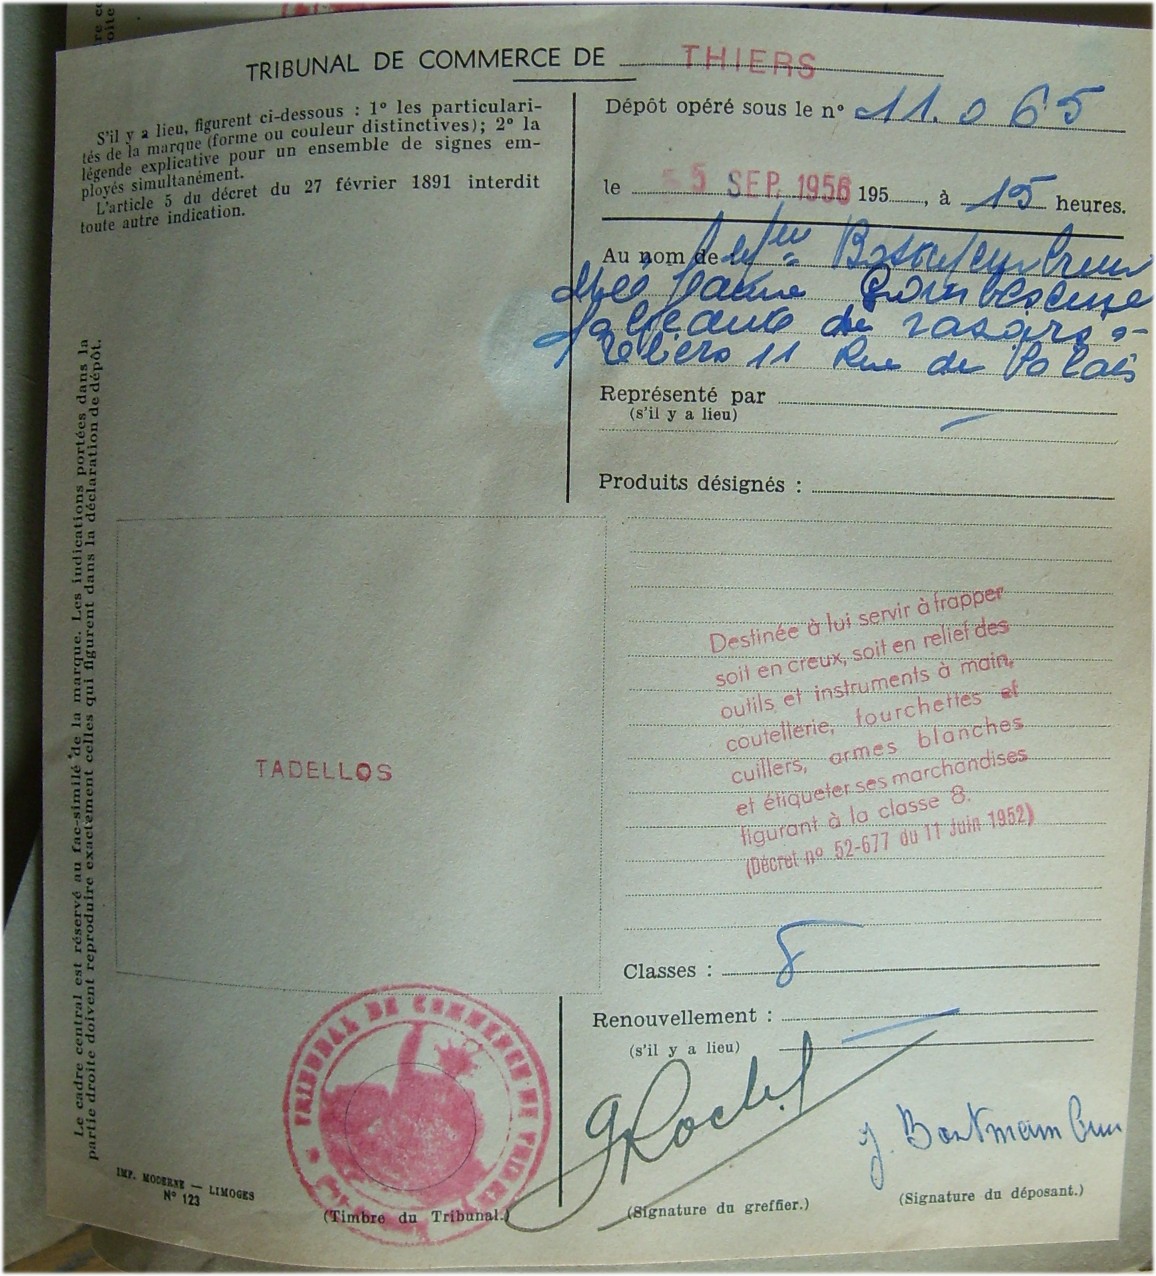 TRIBUNAL DE COMMERCE DE THIERS
S'il y a lieu, figurent ci-dessous : 1° les particulari-
tés de la marque (forme ou couleur distinctives); 2° la
légende explicative pour un ensemble de signes em-
ployés simultanément.
L'article 5 du décret du 27 février 1891 interdit
toute autre indication.
Dépôt opéré sous le n° 11.065
le 5 SEP. 1956 195 , à 15 heures.
Au nom de
née
de rasoirs
11 Rue du Palais
Représenté par
(s'il y a lieu)
Produits désignés :
Destinée à lui servir à frapper
soit en creux, soit en relief des
outils et instruments à main,
coutellerie, fourchettes et
cuillers, armes blanches
et étiqueter ses marchandises
figurant à la classe 8.
(Décret n° 52-677 du 11 Juin 1952)
TADELLOS
Le cadre central est réservé au fac-similé de la marque. Les indications portées dans la
partie droite doivent reproduire exactement celles qui figurent dans la déclaration de dépôt.
Classes : 8
Renouvellement :
(s'il y a lieu)
TRIBUNAL DE COMMERCE DE THIERS
IMP. MODERNE — LIMOGES
N° 123
(Timbre du Tribunal.)
(Signature du greffier.)
(Signature du déposant.)